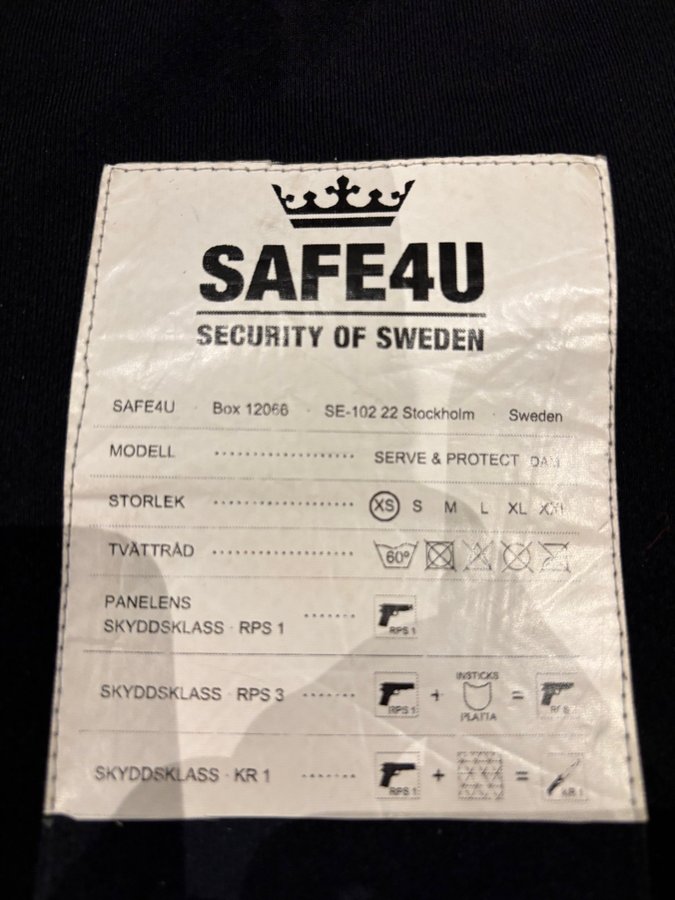 SAFE4U
SECURITY OF SWEDEN
SAFE4U · Box 12066 · SE-102 22 Stockholm · Sweden
MODELL ........................ SERVE & PROTECT
STORLEK ........................ XS S M L XL
TVÄTTRÅD ........................ 60°
PANELENS
SKYDDSKLASS · RPS 1 ........ RPS 1
INSTICKS
SKYDDSKLASS · RPS 3 ........ RPS 1 + =
PLATTA
SKYDDSKLASS · KR 1 ........ RPS 1 + = KR 1